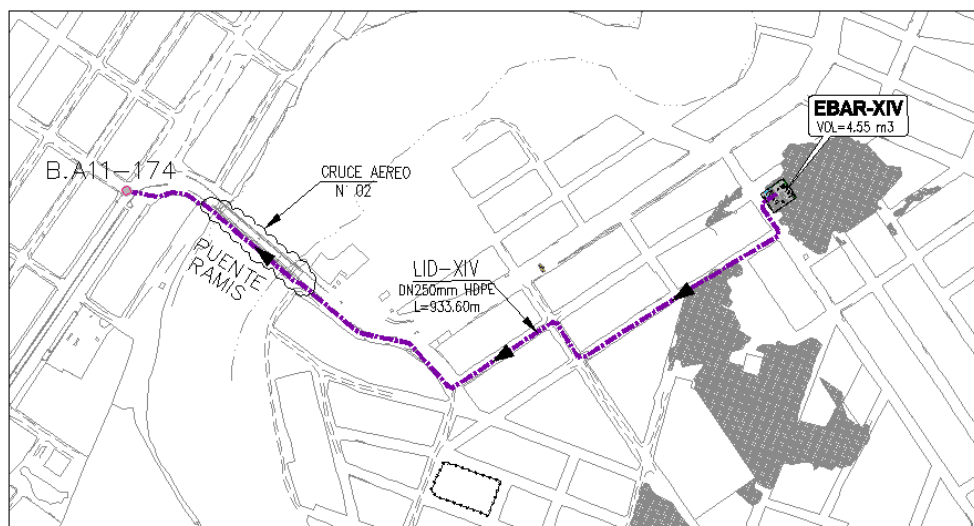 EBAR-XIV
VOL=4.55 m3
B.A11-174
CRUCE AEREO
N° 02
PUENTE
RAMIS
LID-XIV
DN250mm HDPE
L=933.60m